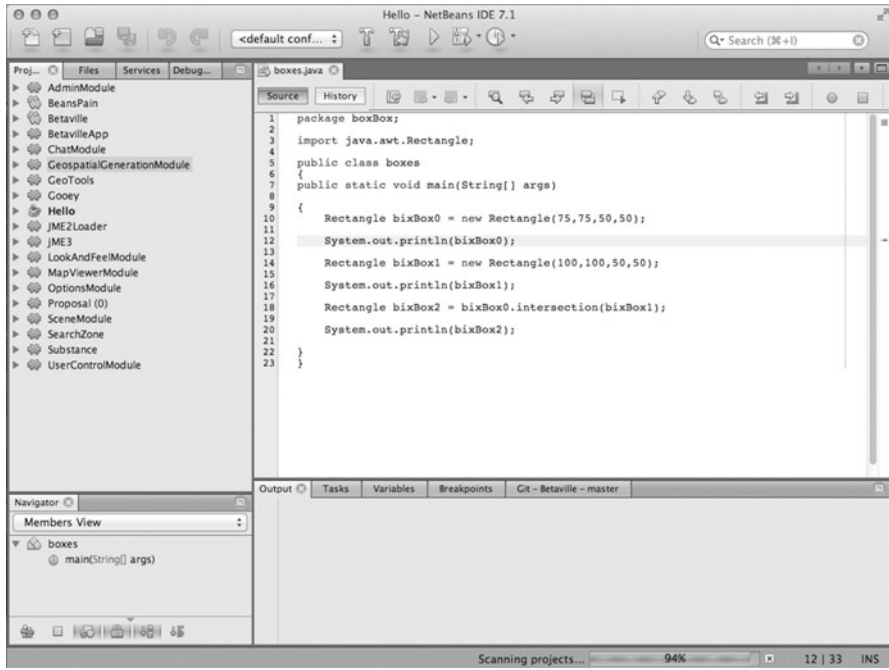 Hello – NetBeans IDE 7.1
<default conf...
Search (⌘+I)
Proj...
Files
Services
Debug...
boxes.java
AdminModule
BeansPain
Betaville
BetavilleApp
ChatModule
GeospatialGenerationModule
GeoTools
Gooey
Hello
JME2Loader
JME3
LookAndFeelModule
MapViewerModule
OptionsModule
Proposal (0)
SceneModule
SearchZone
Substance
UserControlModule
Source
History
1 package boxBox;
2
3 import java.awt.Rectangle;
4
5 public class boxes
6 {
7 public static void main(String[] args)
8
9 {
10 Rectangle bixBox0 = new Rectangle(75,75,50,50);
11
12 System.out.println(bixBox0);
13
14 Rectangle bixBox1 = new Rectangle(100,100,50,50);
15
16 System.out.println(bixBox1);
17
18 Rectangle bixBox2 = bixBox0.intersection(bixBox1);
19
20 System.out.println(bixBox2);
21
22 }
23 }
Navigator
Members View
boxes
main(String[] args)
Output
Tasks
Variables
Breakpoints
Git – Betaville – master
Scanning projects...
94%
12 | 33
INS